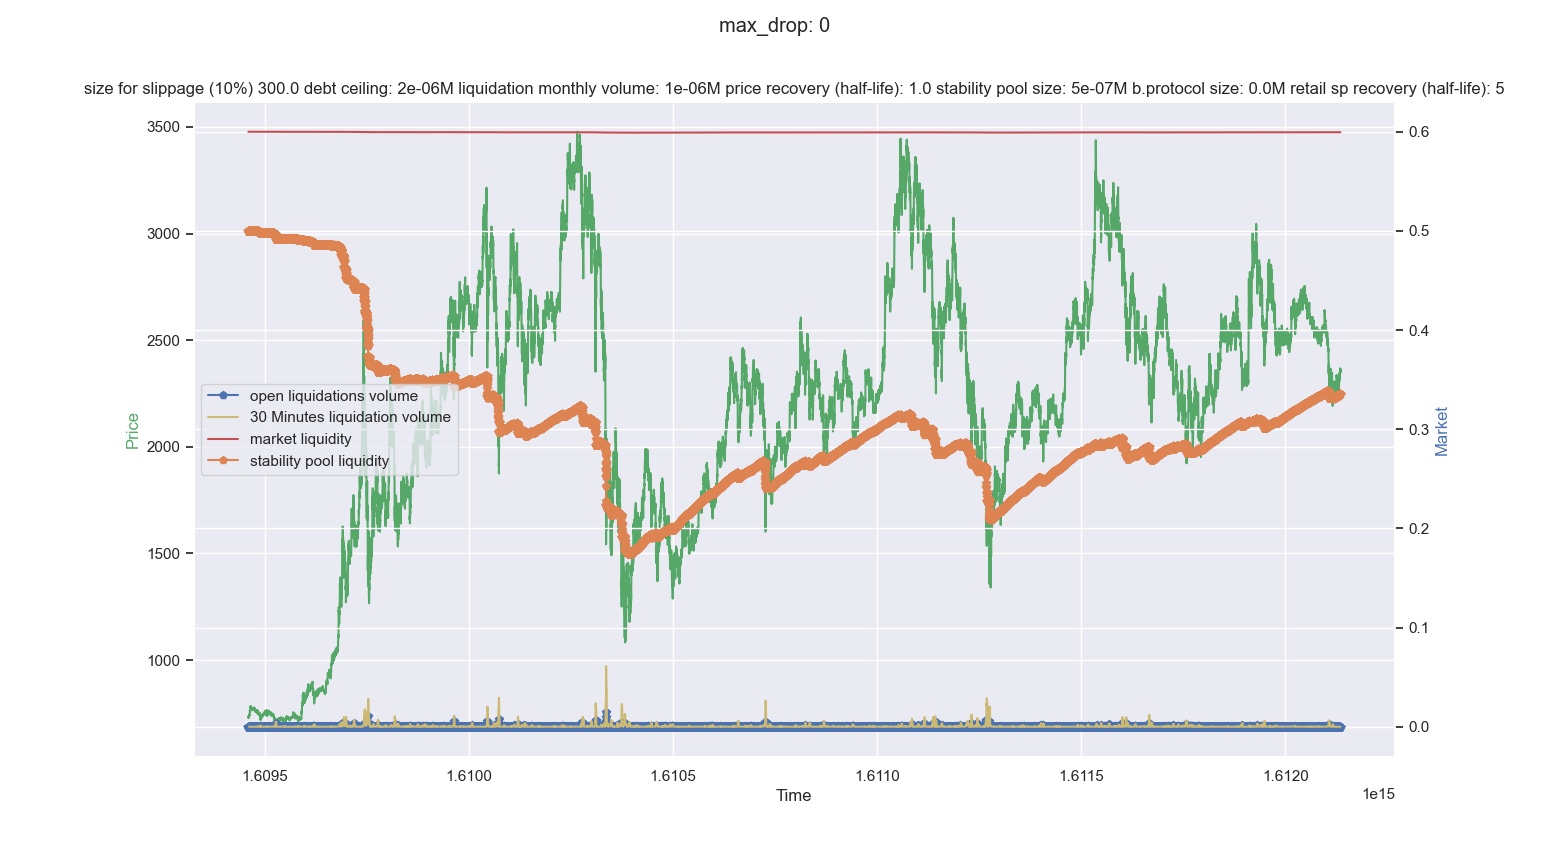 max_drop: 0
size for slippage (10%) 300.0 debt ceiling: 2e-06M liquidation monthly volume: 1e-06M price recovery (half-life): 1.0 stability pool size: 5e-07M b.protocol size: 0.0M retail sp recovery (half-life): 5
3500
3000
2500
2000
1500
1000
Price
open liquidations volume
30 Minutes liquidation volume
market liquidity
stability pool liquidity
0.6
0.5
0.4
0.3
0.2
0.1
0.0
Market
1.6095 1.6100 1.6105 1.6110 1.6115 1.6120
Time
1e15